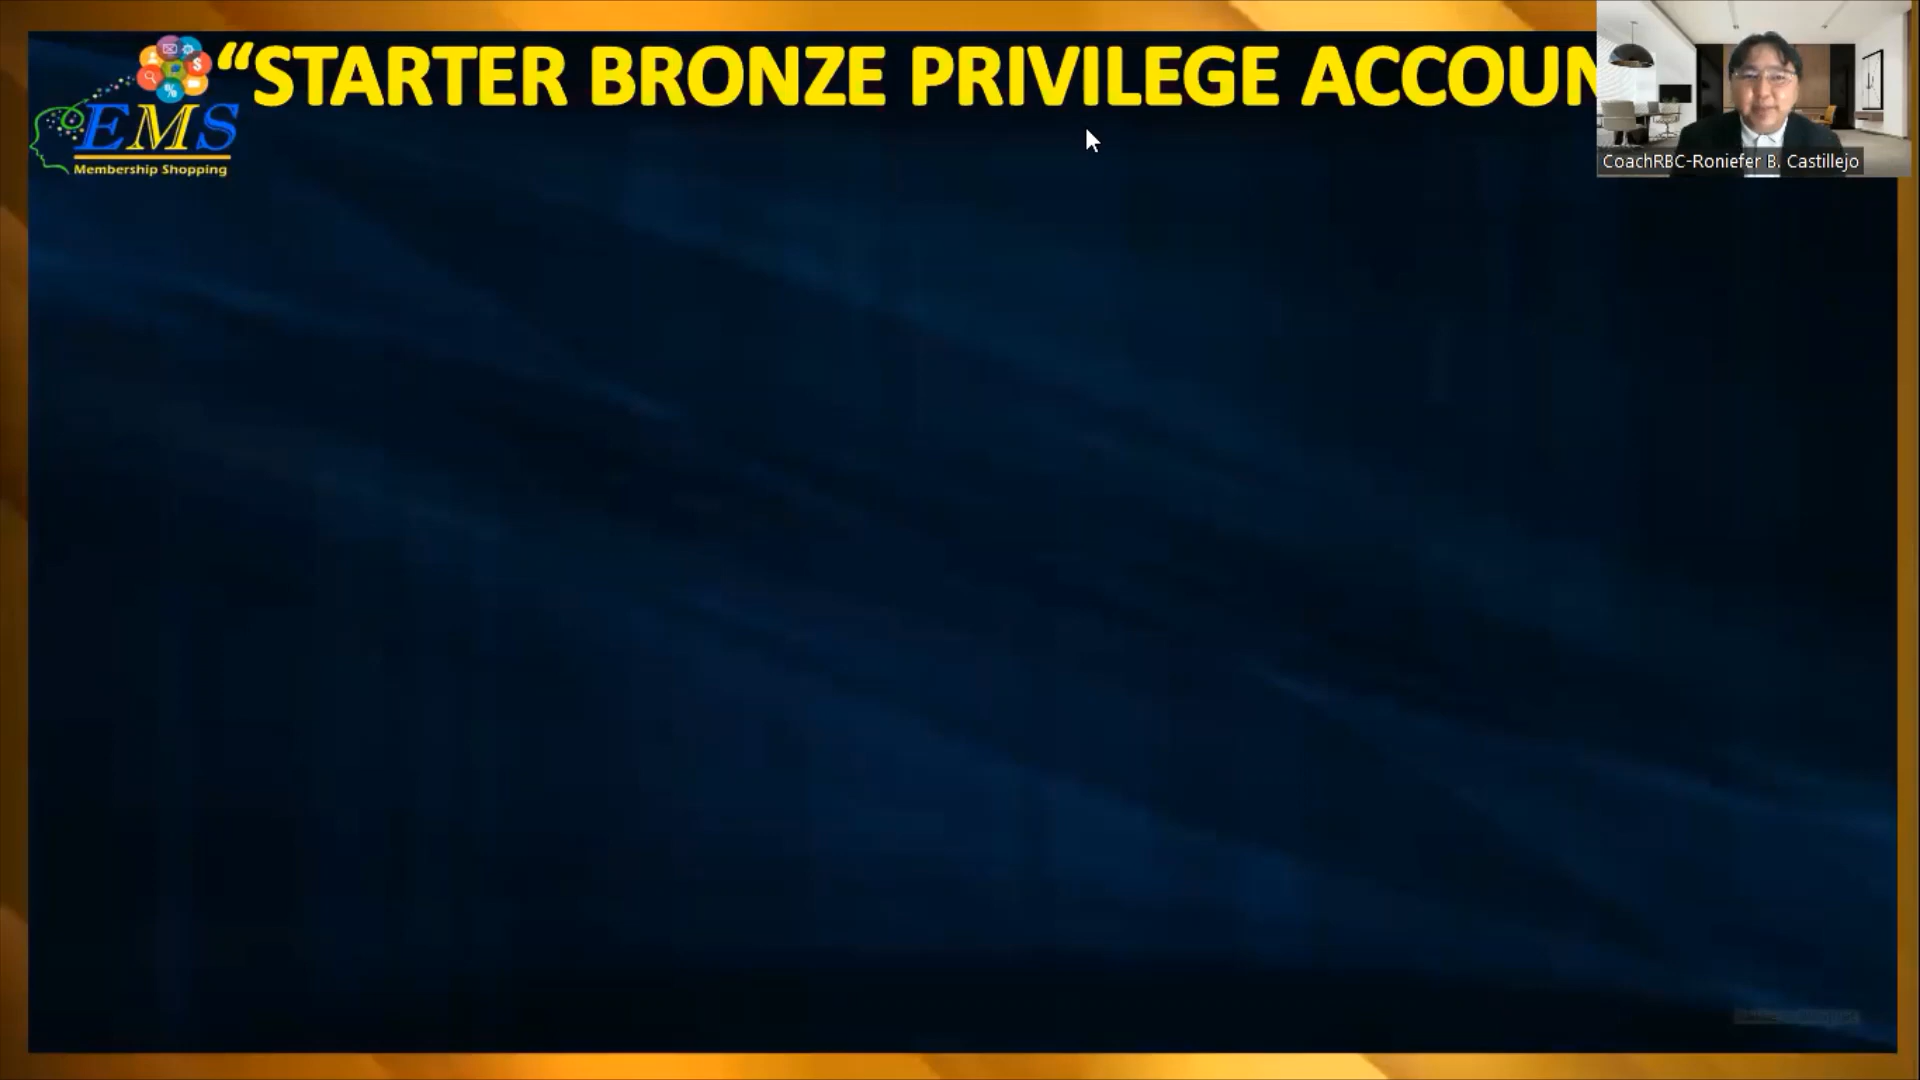 “STARTER BRONZE PRIVILEGE ACCOUN
EMS
Membership Shopping
CoachRBC-Roniefer B. Castillejo